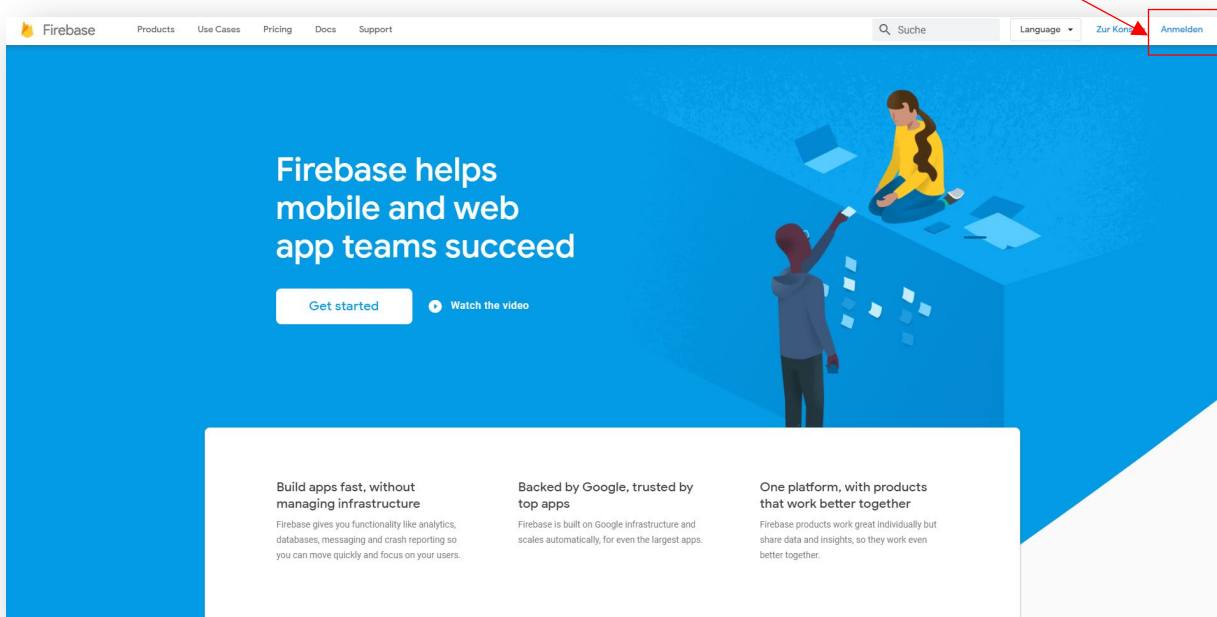 Firebase
Products
Use Cases
Pricing
Docs
Support
Suche
Language
Zur Kons
Anmelden
Firebase helps
mobile and web
app teams succeed
Get started
Watch the video
Build apps fast, without
managing infrastructure
Firebase gives you functionality like analytics,
databases, messaging and crash reporting so
you can move quickly and focus on your users.
Backed by Google, trusted by
top apps
Firebase is built on Google infrastructure and
scales automatically, for even the largest apps.
One platform, with products
that work better together
Firebase products work great individually but
share data and insights, so they work even
better together.